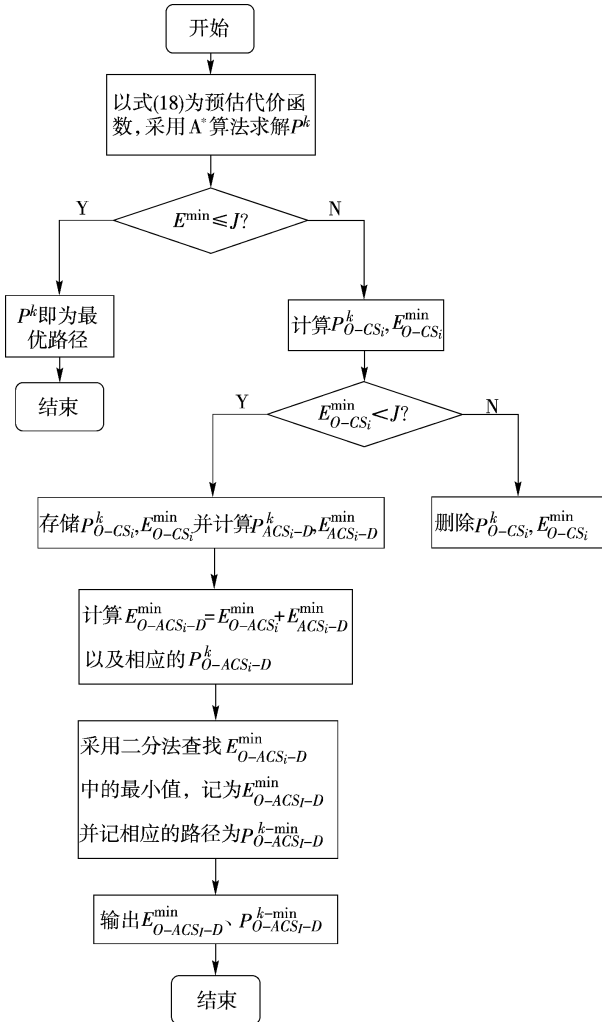 开始
以式(18)为预估代价函
数,采用A*算法求解P^k
Y
E^min≤J?
N
P^k即为最
优路径
计算P^k_{O-CS_i},E^min_{O-CS_i}
结束
Y
E^min_{O-CS_i}<J?
N
存储P^k_{O-CS_i},E^min_{O-CS_i}并计算P^k_{ACS_i-D},E^min_{ACS_i-D}
删除P^k_{O-CS_i},E^min_{O-CS_i}
计算E^min_{O-ACS_i-D}=E^min_{O-ACS_i}+E^min_{ACS_i-D}
以及相应的P^k_{O-ACS_i-D}
采用二分法查找E^min_{O-ACS_i-D}
中的最小值，记为E^min_{O-ACS_I-D}
并记相应的路径为P^{k-min}_{O-ACS_I-D}
输出E^min_{O-ACS_I-D}、P^{k-min}_{O-ACS_I-D}
结束